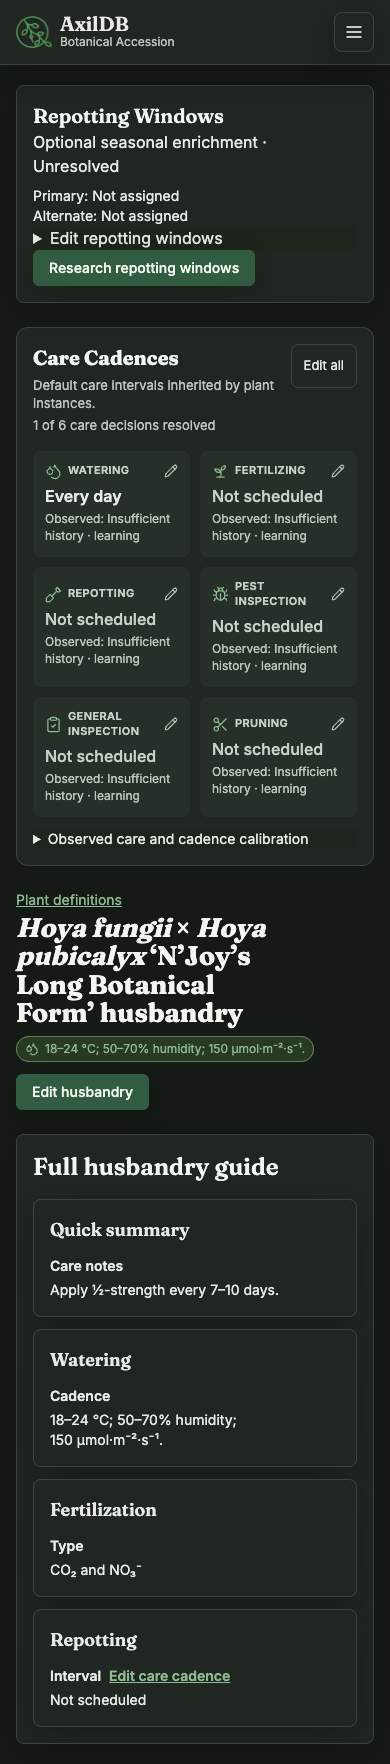 AxilDB
Botanical Accession
Repotting Windows
Optional seasonal enrichment ·
Unresolved
Primary: Not assigned
Alternate: Not assigned
Edit repotting windows
Research repotting windows
Care Cadences
Edit all
Default care intervals inherited by plant
instances.
1 of 6 care decisions resolved
WATERING
Every day
Observed: Insufficient
history · learning
FERTILIZING
Not scheduled
Observed: Insufficient
history · learning
REPOTTING
Not scheduled
Observed: Insufficient
history · learning
PEST
INSPECTION
Not scheduled
Observed: Insufficient
history · learning
GENERAL
INSPECTION
Not scheduled
Observed: Insufficient
history · learning
PRUNING
Not scheduled
Observed: Insufficient
history · learning
Observed care and cadence calibration
Plant definitions
Hoya fungii × Hoya
pubicalyx ‘N’Joy’s
Long Botanical
Form’ husbandry
18–24 °C; 50–70% humidity; 150 µmol·m⁻²·s⁻¹.
Edit husbandry
Full husbandry guide
Quick summary
Care notes
Apply ½-strength every 7–10 days.
Watering
Cadence
18–24 °C; 50–70% humidity;
150 µmol·m⁻²·s⁻¹.
Fertilization
Type
CO₂ and NO₃⁻
Repotting
Interval Edit care cadence
Not scheduled